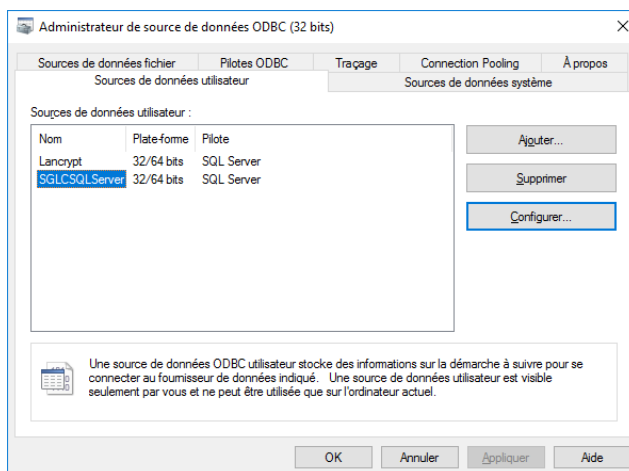 Administrateur de source de données ODBC (32 bits)
Sources de données fichier Pilotes ODBC Traçage Connection Pooling À propos
Sources de données utilisateur Sources de données système
Sources de données utilisateur :
Nom Plate-forme Pilote
Lancrypt 32/64 bits SQL Server
SGLCSQLServer 32/64 bits SQL Server
Ajouter...
Supprimer
Configurer...
Une source de données ODBC utilisateur stocke des informations sur la démarche à suivre pour se
connecter au fournisseur de données indiqué. Une source de données utilisateur est visible
seulement par vous et ne peut être utilisée que sur l'ordinateur actuel.
OK Annuler Appliquer Aide